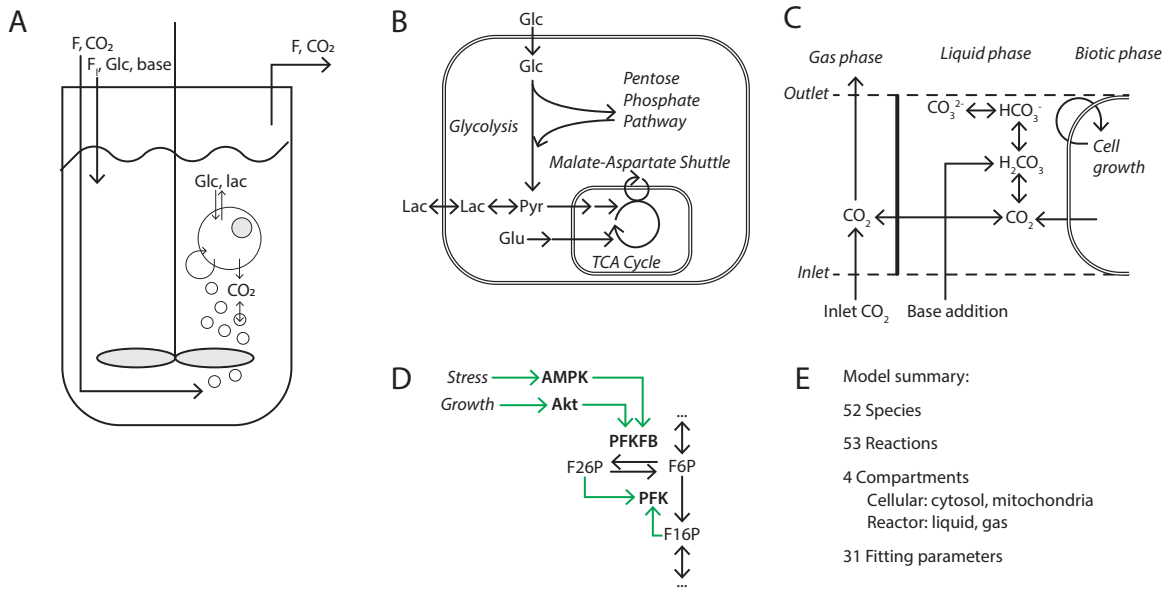 A
F, CO₂
Fₗ, Glc, base
F, CO₂
Glc, lac
CO₂
B
Glc
Glc
Pentose
Phosphate
Pathway
Glycolysis
Malate-Aspartate Shuttle
Lac
Lac
Pyr
Glu
TCA Cycle
C
Gas phase
Liquid phase
Biotic phase
Outlet
CO₃²⁻
HCO₃⁻
Cell
growth
H₂CO₃
CO₂
CO₂
Inlet
Inlet CO₂
Base addition
D
Stress
AMPK
Growth
Akt
...
PFKFB
F26P
F6P
PFK
F16P
...
E
Model summary:
52 Species
53 Reactions
4 Compartments
Cellular: cytosol, mitochondria
Reactor: liquid, gas
31 Fitting parameters